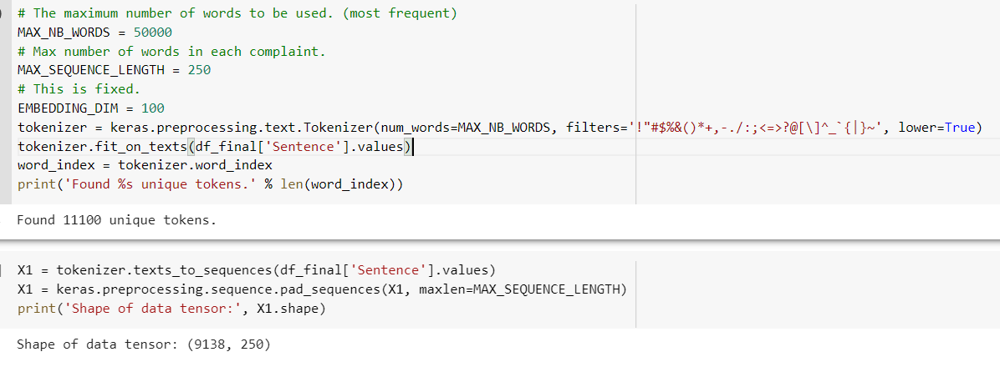 # The maximum number of words to be used. (most frequent)
MAX_NB_WORDS = 50000
# Max number of words in each complaint.
MAX_SEQUENCE_LENGTH = 250
# This is fixed.
EMBEDDING_DIM = 100
tokenizer = keras.preprocessing.text.Tokenizer(num_words=MAX_NB_WORDS, filters='!"#$%&()*+,-./:;<=>?@[\]^_`{|}~', lower=True)
tokenizer.fit_on_texts(df_final['Sentence'].values)
word_index = tokenizer.word_index
print('Found %s unique tokens.' % len(word_index))
Found 11100 unique tokens.
X1 = tokenizer.texts_to_sequences(df_final['Sentence'].values)
X1 = keras.preprocessing.sequence.pad_sequences(X1, maxlen=MAX_SEQUENCE_LENGTH)
print('Shape of data tensor:', X1.shape)
Shape of data tensor: (9138, 250)